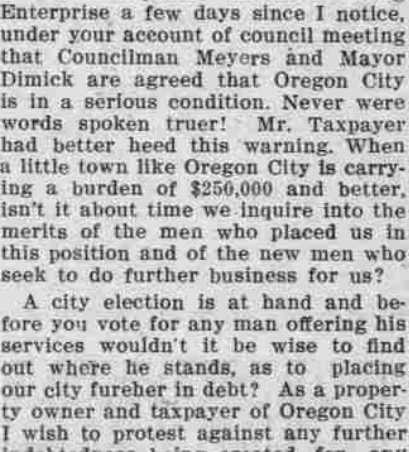 Enterprise a few days since I notice,
under your account of council meeting
that Councilman Meyers and Mayor
Dimick are agreed that Oregon City
is in a serious condition. Never were
words spoken truer! Mr. Taxpayer
had better heed this warning. When
a little town like Oregon City is carry-
ing a burden of $250,000 and better,
isn't it about time we inquire into the
merits of the men who placed us in
this position and of the new men who
seek to do further business for us?
A city election is at hand and be-
fore you vote for any man offering his
services wouldn't it be wise to find
out where he stands, as to placing
our city fureher in debt? As a proper-
ty owner and taxpayer of Oregon City
I wish to protest against any further